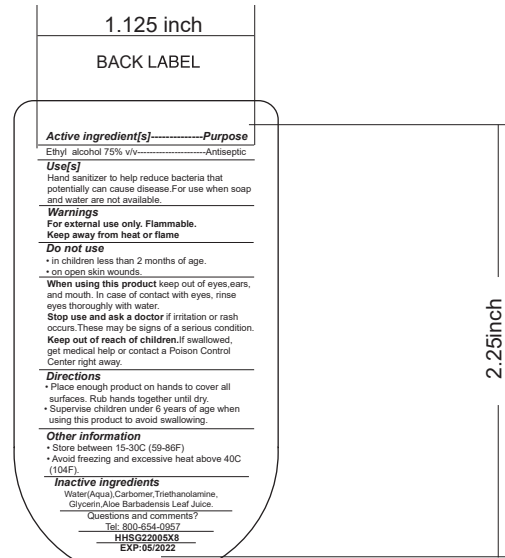 1.125 inch
BACK LABEL
Active ingredient[s]--------------Purpose
Ethyl alcohol 75% v/v-----------------------Antiseptic
Use[s]
Hand sanitizer to help reduce bacteria that
potentially can cause disease.For use when soap
and water are not available.
Warnings
For external use only. Flammable.
Keep away from heat or flame
Do not use
• in children less than 2 months of age.
• on open skin wounds.
When using this product keep out of eyes,ears,
and mouth. In case of contact with eyes, rinse
eyes thoroughly with water.
Stop use and ask a doctor if irritation or rash
occurs.These may be signs of a serious condition.
Keep out of reach of children.If swallowed,
get medical help or contact a Poison Control
Center right away.
Directions
• Place enough product on hands to cover all
surfaces. Rub hands together until dry.
• Supervise children under 6 years of age when
using this product to avoid swallowing.
Other information
• Store between 15-30C (59-86F)
• Avoid freezing and excessive heat above 40C
(104F).
Inactive ingredients
Water(Aqua),Carbomer,Triethanolamine,
Glycerin,Aloe Barbadensis Leaf Juice.
Questions and comments?
Tel: 800-654-0957
HHSG22005X8
EXP:05/2022
2.25inch